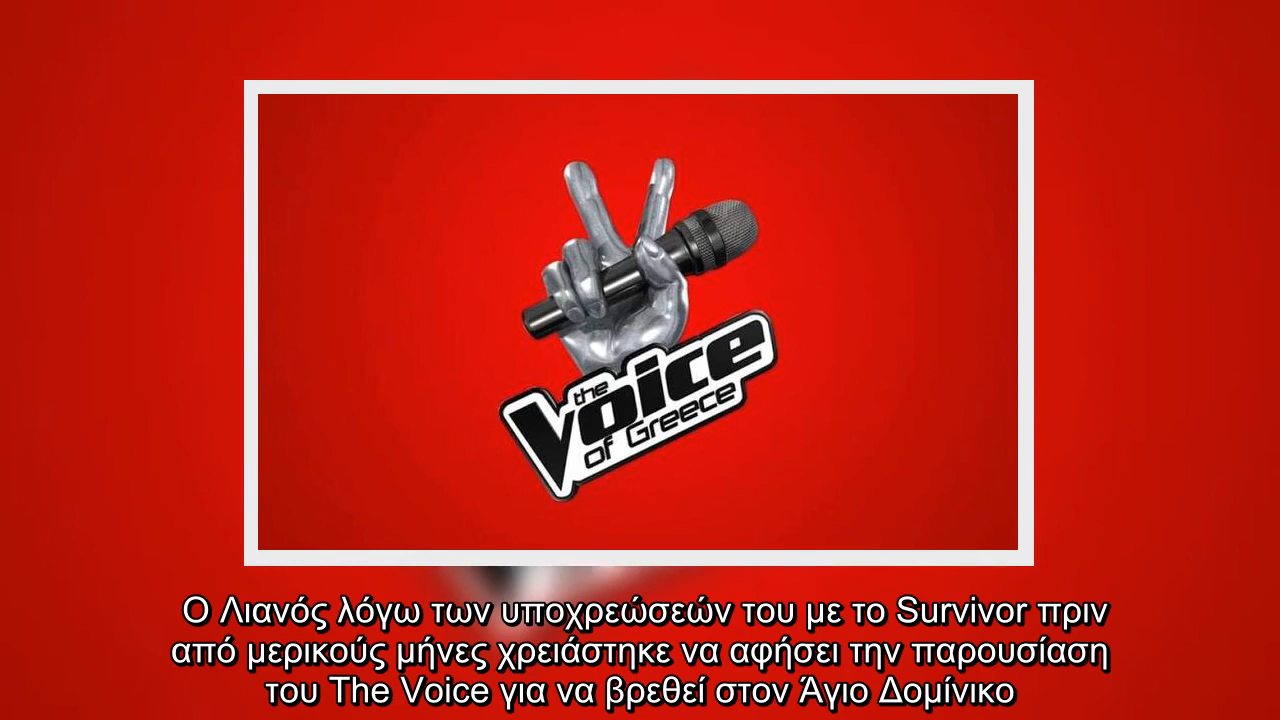 the
Voice
of Greece
Ο Λιανός λόγω των υποχρεώσεών του με το Survivor πριν
από μερικούς μήνες χρειάστηκε να αφήσει την παρουσίαση
του The Voice για να βρεθεί στον Άγιο Δομίνικο